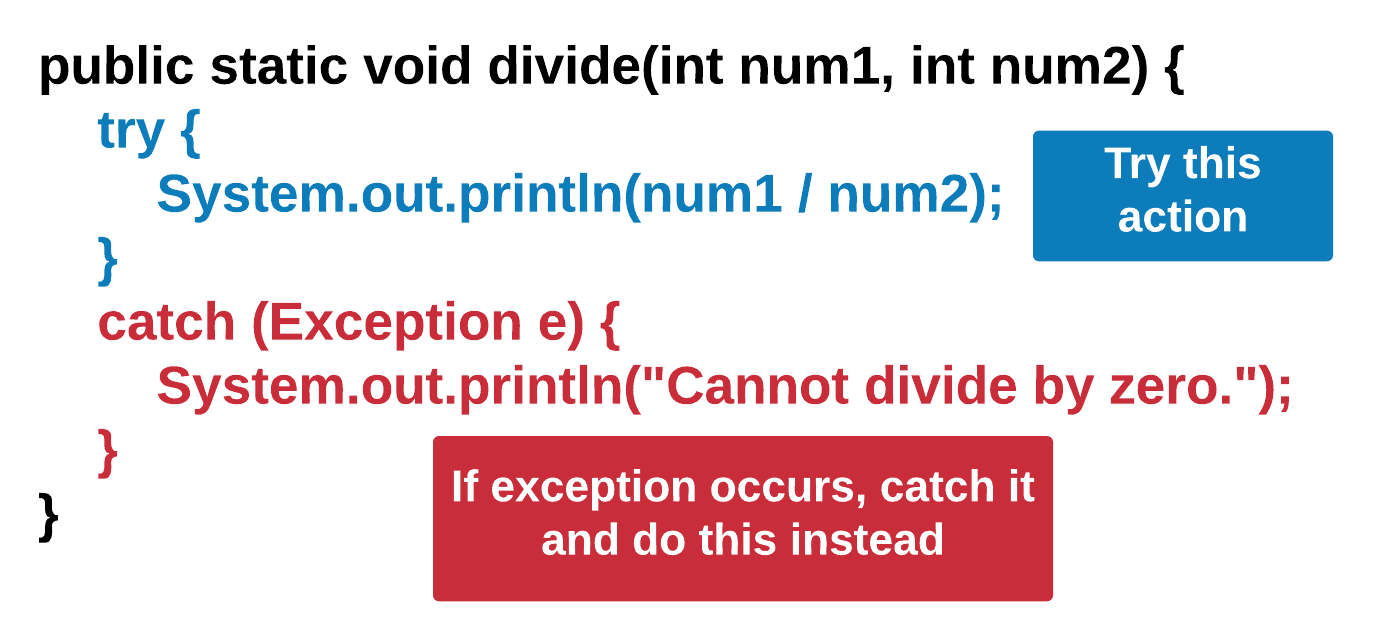 public static void divide(int num1, int num2) {
try {
System.out.println(num1 / num2);
Try this
action
}
catch (Exception e) {
System.out.println("Cannot divide by zero.");
}
If exception occurs, catch it
and do this instead
}